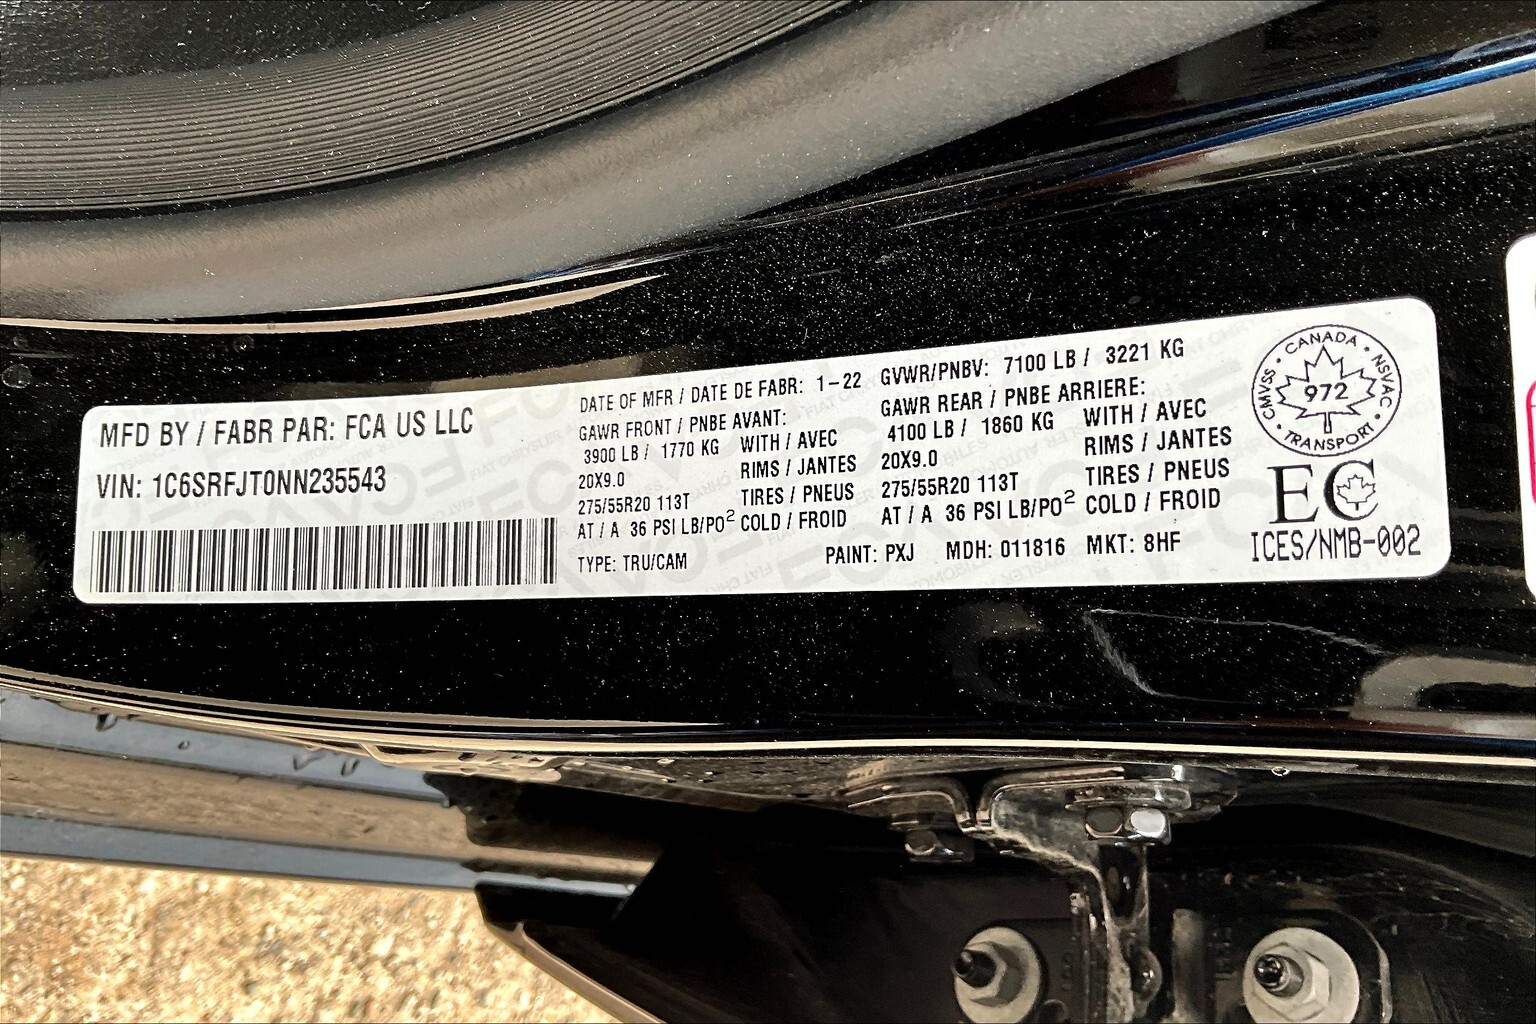 MFD BY / FABR PAR: FCA US LLC
VIN: 1C6SRFJT0NN235543
DATE OF MFR / DATE DE FABR: 1-22
GAWR FRONT / PNBE AVANT:
3900 LB / 1770 KG WITH / AVEC
20X9.0 RIMS / JANTES
275/55R20 113T TIRES / PNEUS
AT / A 36 PSI LB/PO² COLD / FROID
TYPE: TRU/CAM
GVWR/PNBV: 7100 LB / 3221 KG
GAWR REAR / PNBE ARRIERE:
4100 LB / 1860 KG WITH / AVEC
20X9.0 RIMS / JANTES
275/55R20 113T TIRES / PNEUS
AT / A 36 PSI LB/PO² COLD / FROID
PAINT: PXJ MDH: 011816 MKT: 8HF
CANADA • NSVAC • TRANSPORT • CMVSS •
972
EC
ICES/NMB-002